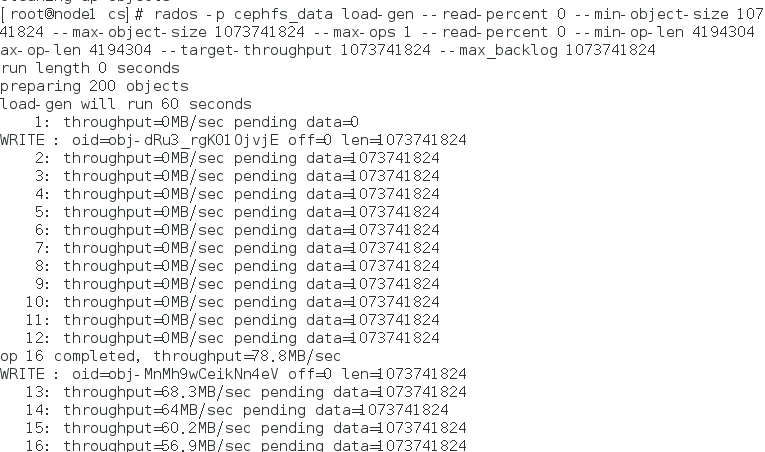 cleaning up objects
[root@node1 cs]# rados -p cephfs_data load-gen --read-percent 0 --min-object-size 107
41824 --max-object-size 1073741824 --max-ops 1 --read-percent 0 --min-op-len 4194304
ax-op-len 4194304 --target-throughput 1073741824 --max_backlog 1073741824
run length 0 seconds
preparing 200 objects
load-gen will run 60 seconds
1: throughput=0MB/sec pending data=0
WRITE : oid=obj-dRu3_rgK010jvjE off=0 len=1073741824
2: throughput=0MB/sec pending data=1073741824
3: throughput=0MB/sec pending data=1073741824
4: throughput=0MB/sec pending data=1073741824
5: throughput=0MB/sec pending data=1073741824
6: throughput=0MB/sec pending data=1073741824
7: throughput=0MB/sec pending data=1073741824
8: throughput=0MB/sec pending data=1073741824
9: throughput=0MB/sec pending data=1073741824
10: throughput=0MB/sec pending data=1073741824
11: throughput=0MB/sec pending data=1073741824
12: throughput=0MB/sec pending data=1073741824
op 16 completed, throughput=78.8MB/sec
WRITE : oid=obj-MnMh9wCeikNn4eV off=0 len=1073741824
13: throughput=68.3MB/sec pending data=1073741824
14: throughput=64MB/sec pending data=1073741824
15: throughput=60.2MB/sec pending data=1073741824
16: throughput=56.9MB/sec pending data=1073741824